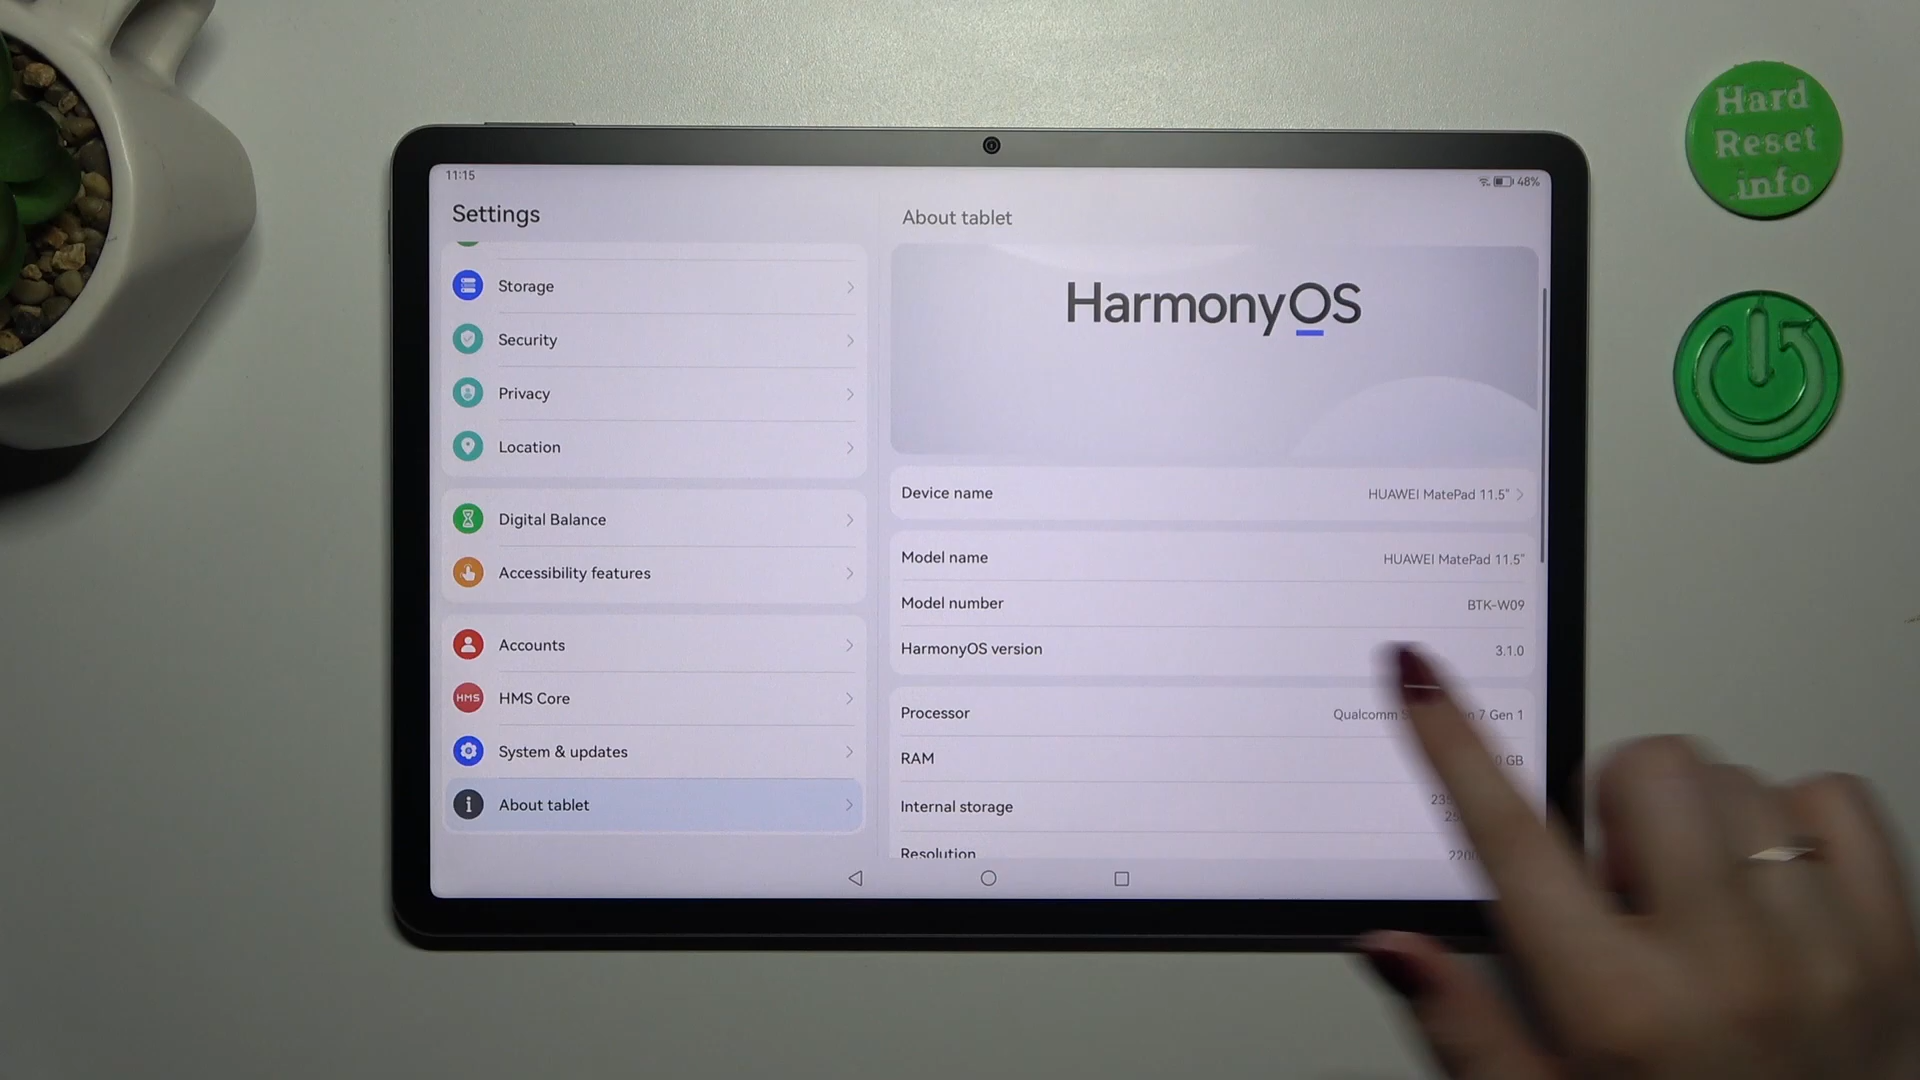 Hard
Reset
.info
11:15
48%
Settings
Storage
Security
Privacy
Location
Digital Balance
Accessibility features
Accounts
HMS
HMS Core
System & updates
About tablet
About tablet
HarmonyOS
Device name HUAWEI MatePad 11.5"
Model name HUAWEI MatePad 11.5"
Model number BTK-W09
HarmonyOS version 3.1.0
Processor Qualcomm 7 Gen 1
RAM GB
Internal storage
Resolution